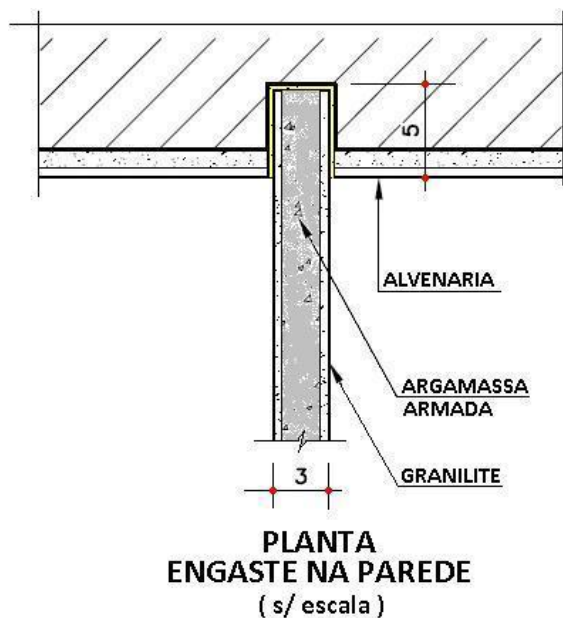 5
ALVENARIA
ARGAMASSA
ARMADA
GRANILITE
3
PLANTA
ENGASTE NA PAREDE
( s/ escala )